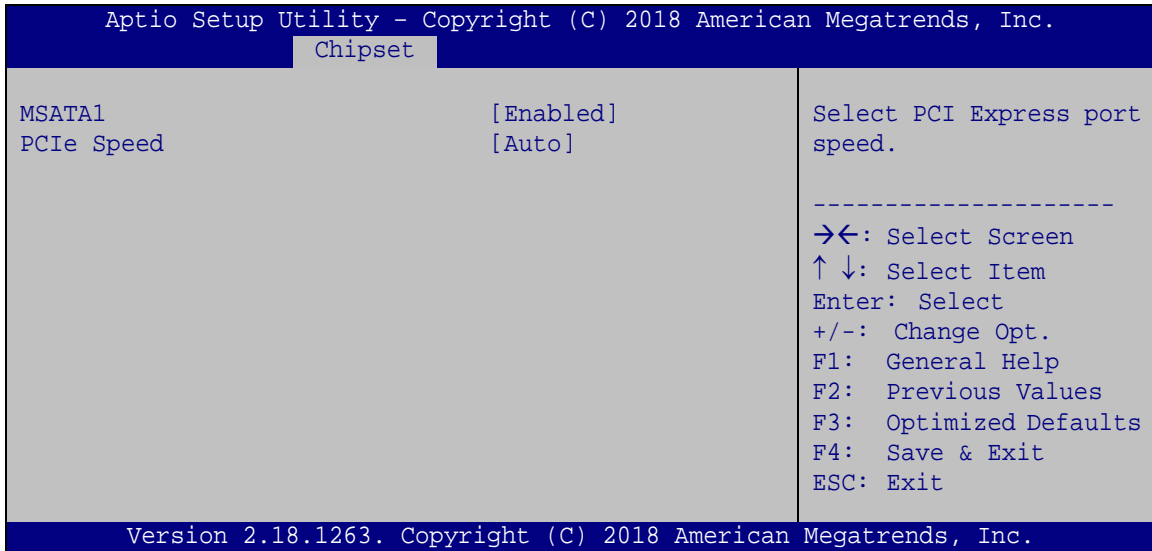 Aptio Setup Utility – Copyright (C) 2018 American Megatrends, Inc.
Chipset
MSATA1 [Enabled]
PCIe Speed [Auto]
Select PCI Express port
speed.
---------------------
→←: Select Screen
↑ ↓: Select Item
Enter: Select
+/-: Change Opt.
F1: General Help
F2: Previous Values
F3: Optimized Defaults
F4: Save & Exit
ESC: Exit
Version 2.18.1263. Copyright (C) 2018 American Megatrends, Inc.